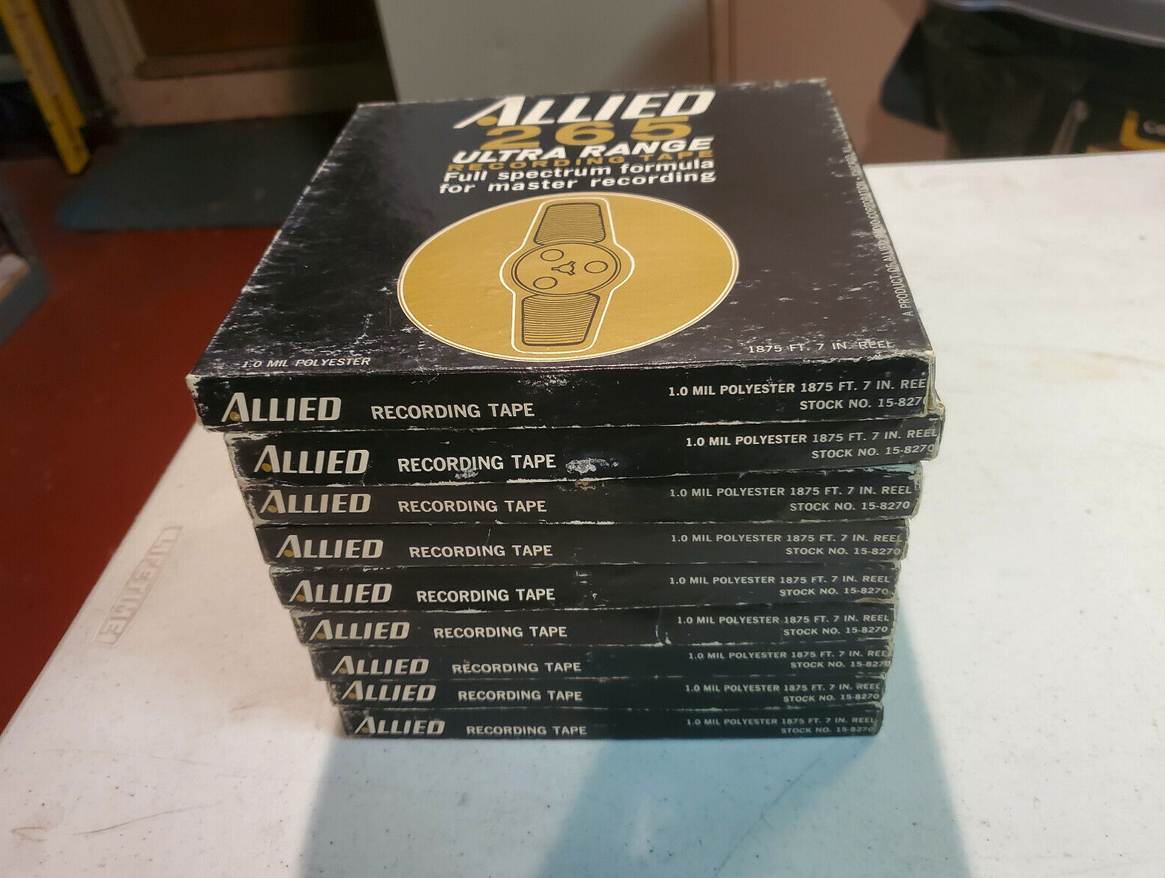 ALLIED
265
ULTRA RANGE
RECORDING TAPE
Full spectrum formula
for master recording
1.0 MIL POLYESTER
1875 FT. 7 IN. REEL
A PRODUCT OF ALLIED RADIO CORPORATION
ALLIED RECORDING TAPE
1.0 MIL POLYESTER 1875 FT. 7 IN. REE
STOCK NO. 15-827
ALLIED RECORDING TAPE
1.0 MIL POLYESTER 1875 FT. 7 IN. REEL
STOCK NO. 15-8270
ALLIED RECORDING TAPE
1.0 MIL POLYESTER 1875 FT. 7 IN. REEL
STOCK NO. 15-8270
ALLIED RECORDING TAPE
1.0 MIL POLYESTER 1875 FT. 7 IN. REEL
STOCK NO. 15-8270
ALLIED RECORDING TAPE
1.0 MIL POLYESTER 1875 FT. 7 IN. REEL
STOCK NO. 15-8270
ALLIED RECORDING TAPE
1.0 MIL POLYESTER 1875 FT. 7 IN. REEL
STOCK NO. 15-8270
ALLIED RECORDING TAPE
1.0 MIL POLYESTER 1875 FT. 7 IN. REEL
STOCK NO. 15-8270
ALLIED RECORDING TAPE
1.0 MIL POLYESTER 1875 FT. 7 IN. REEL
STOCK NO. 15-8270
ALLIED RECORDING TAPE
1.0 MIL POLYESTER 1875 FT. 7 IN. REEL
STOCK NO. 15-8270
LIFETIME